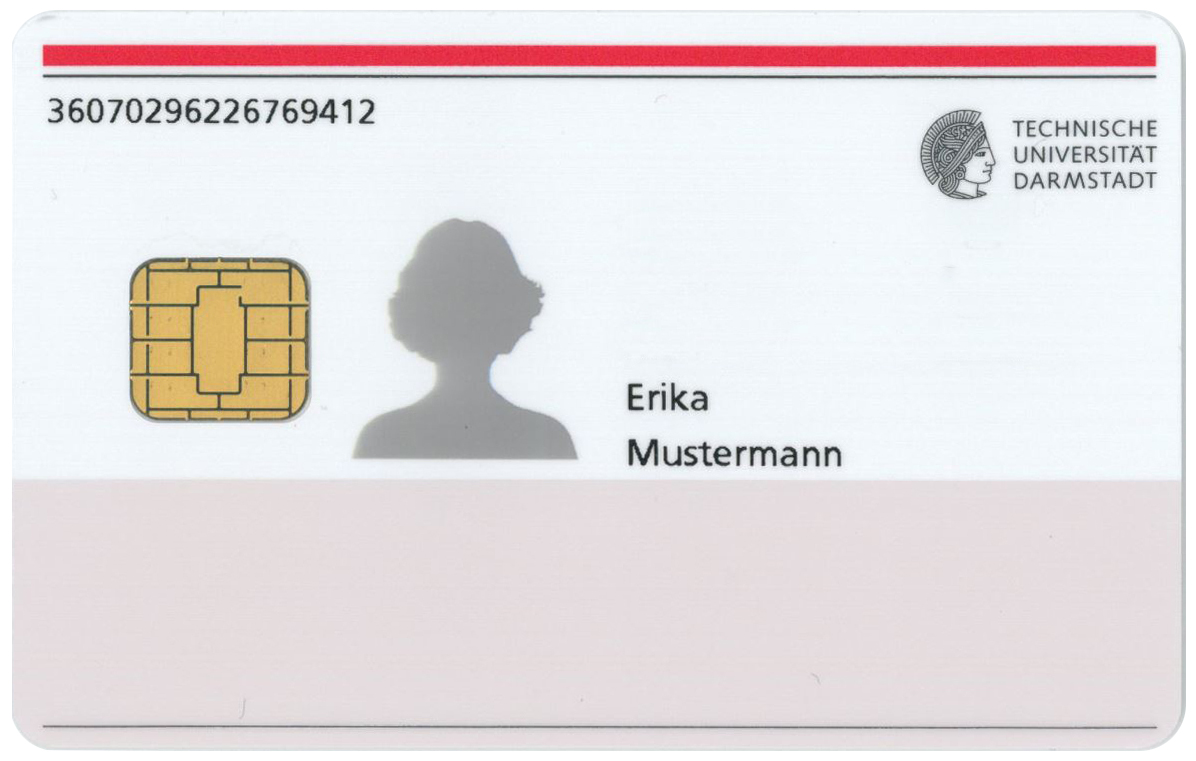 36070296226769412
TECHNISCHE
UNIVERSITÄT
DARMSTADT
Erika
Mustermann